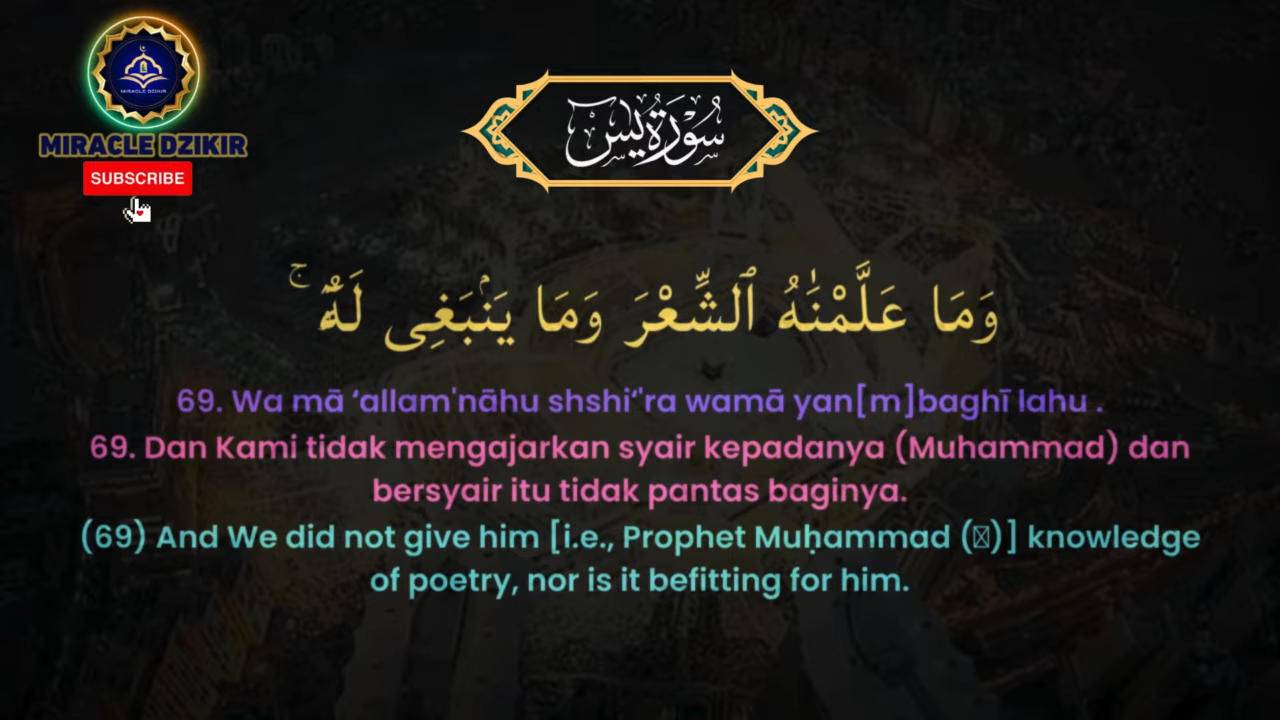 MIRACLE DZIKIR
MIRACLE DZIKIR
SUBSCRIBE
سُوْرَةُ يٰسٓ
وَمَا عَلَّمْنَٰهُ ٱلشِّعْرَ وَمَا يَنۢبَغِى لَهُۥٓ ۚ
69. Wa mā ‘allam'nāhu shshi‘'ra wamā yan[m]baghī lahu .
69. Dan Kami tidak mengajarkan syair kepadanya (Muhammad) dan
bersyair itu tidak pantas baginya.
(69) And We did not give him [i.e., Prophet Muḥammad (▯)] knowledge
of poetry, nor is it befitting for him.